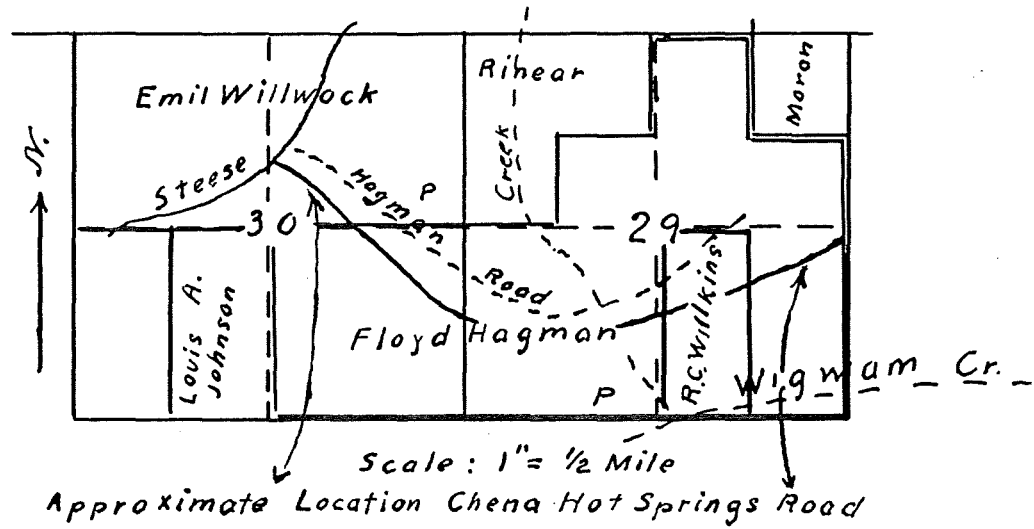 N.
Emil Willwock
Rihear
Moran
Steese
Hagman
Road
P
Creek
30
29
Louis A.
Johnson
Floyd Hagman
R.C. Willkins
P
Wigwam Cr.
Scale: 1" = 1/2 Mile
Approximate Location Chena Hot Springs Road